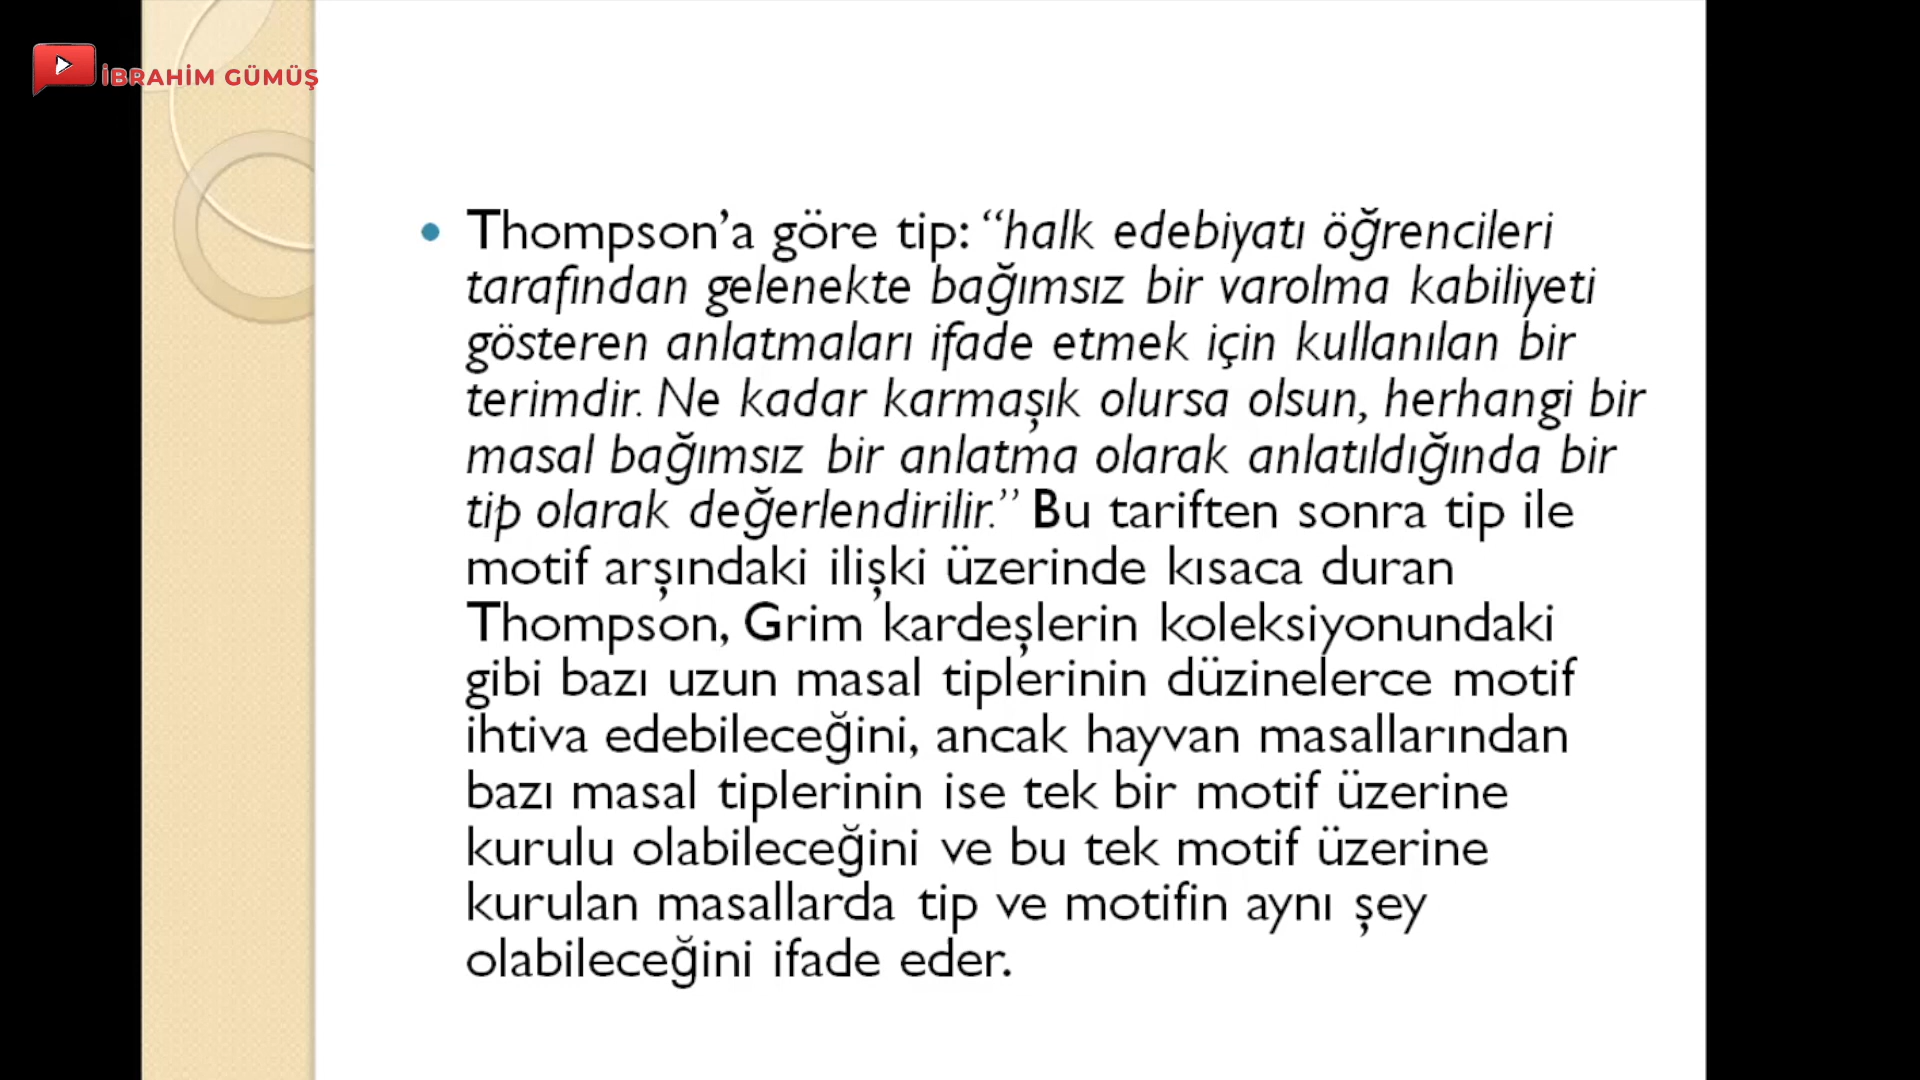 İBRAHİM GÜMÜŞ
• Thompson’a göre tip: “halk edebiyatı öğrencileri
tarafından gelenekte bağımsız bir varolma kabiliyeti
gösteren anlatmaları ifade etmek için kullanılan bir
terimdir. Ne kadar karmaşık olursa olsun, herhangi bir
masal bağımsız bir anlatma olarak anlatıldığında bir
tip olarak değerlendirilir.” Bu tariften sonra tip ile
motif arşındaki ilişki üzerinde kısaca duran
Thompson, Grim kardeşlerin koleksiyonundaki
gibi bazı uzun masal tiplerinin düzinelerce motif
ihtiva edebileceğini, ancak hayvan masallarından
bazı masal tiplerinin ise tek bir motif üzerine
kurulu olabileceğini ve bu tek motif üzerine
kurulan masallarda tip ve motifin aynı şey
olabileceğini ifade eder.